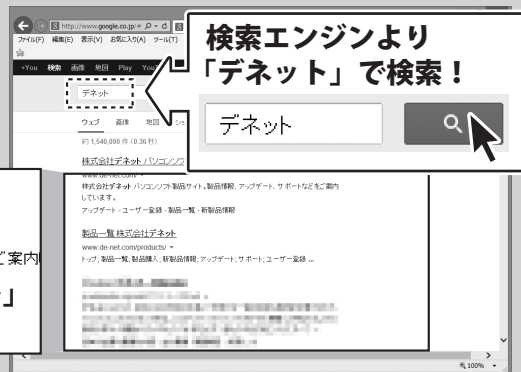 http://www.google.co.jp/#
ファイル(F) 編集(E) 表示(V) お気に入り(A) ツール(T)
検索エンジンより
「デネット」で検索！
+You 検索 画像 地図 Play
デネット
デネット
ウェブ 画像 地図
約 1,540,000 件 (0.36 秒)
株式会社デネット パソコンソフ
www.de-net.com/
株式会社デネット パソコンソフト製品サイト。製品情報、アップデート、サポートなどをご案内
しています。
アップデート - ユーザー登録 - 製品一覧 - 新製品情報
製品一覧 株式会社デネット
www.de-net.com/products/
トップ; 製品一覧; 製品購入; 新製品情報; アップデート; サポート; ユーザー登録 ...
ご案内
」
100%